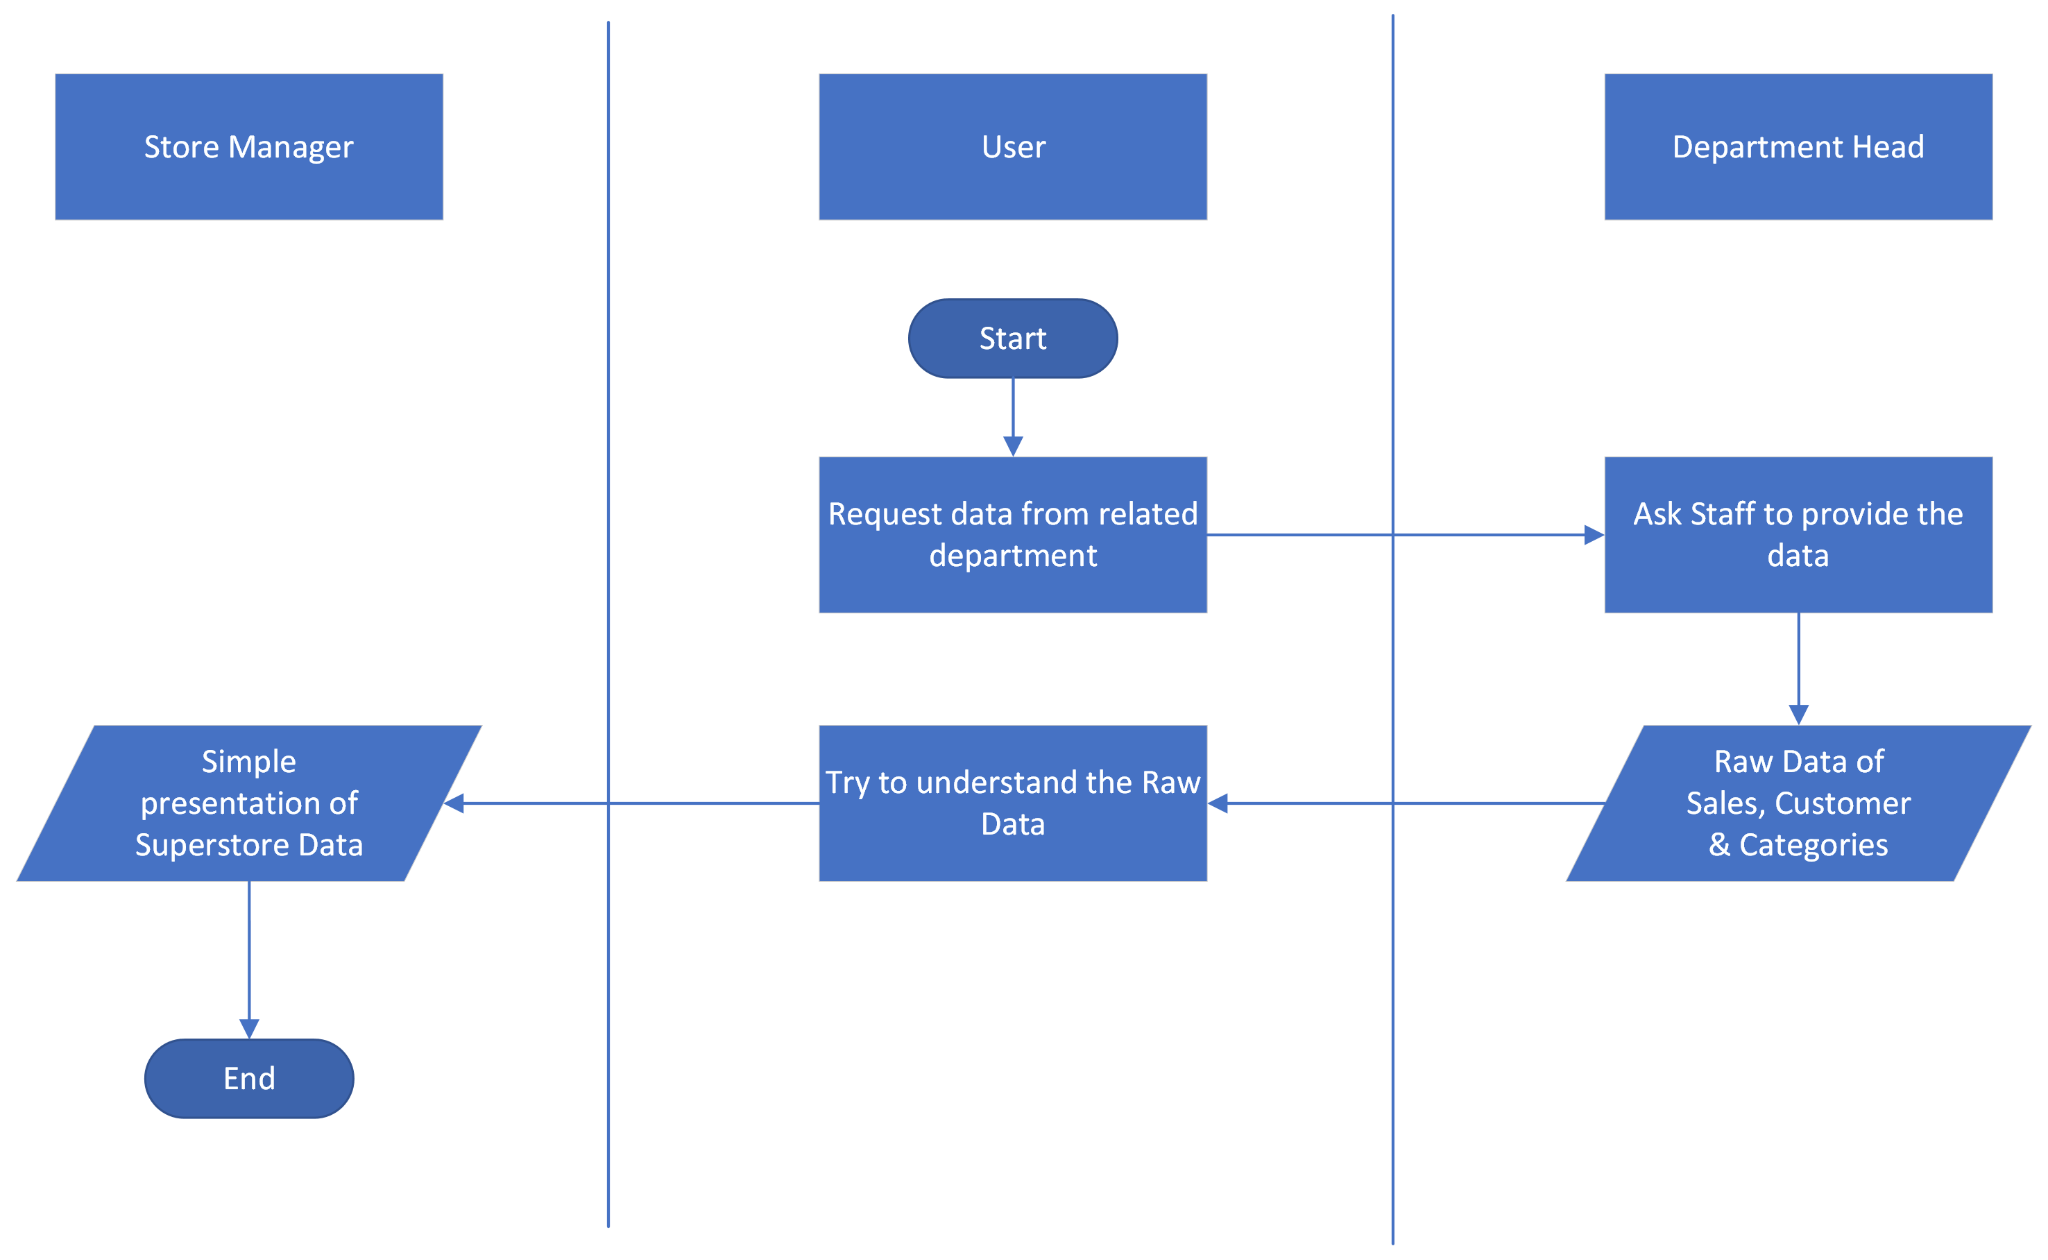 Store Manager
User
Department Head
Start
Request data from related
department
Ask Staff to provide the
data
Simple
presentation of
Superstore Data
Try to understand the Raw
Data
Raw Data of
Sales, Customer
& Categories
End